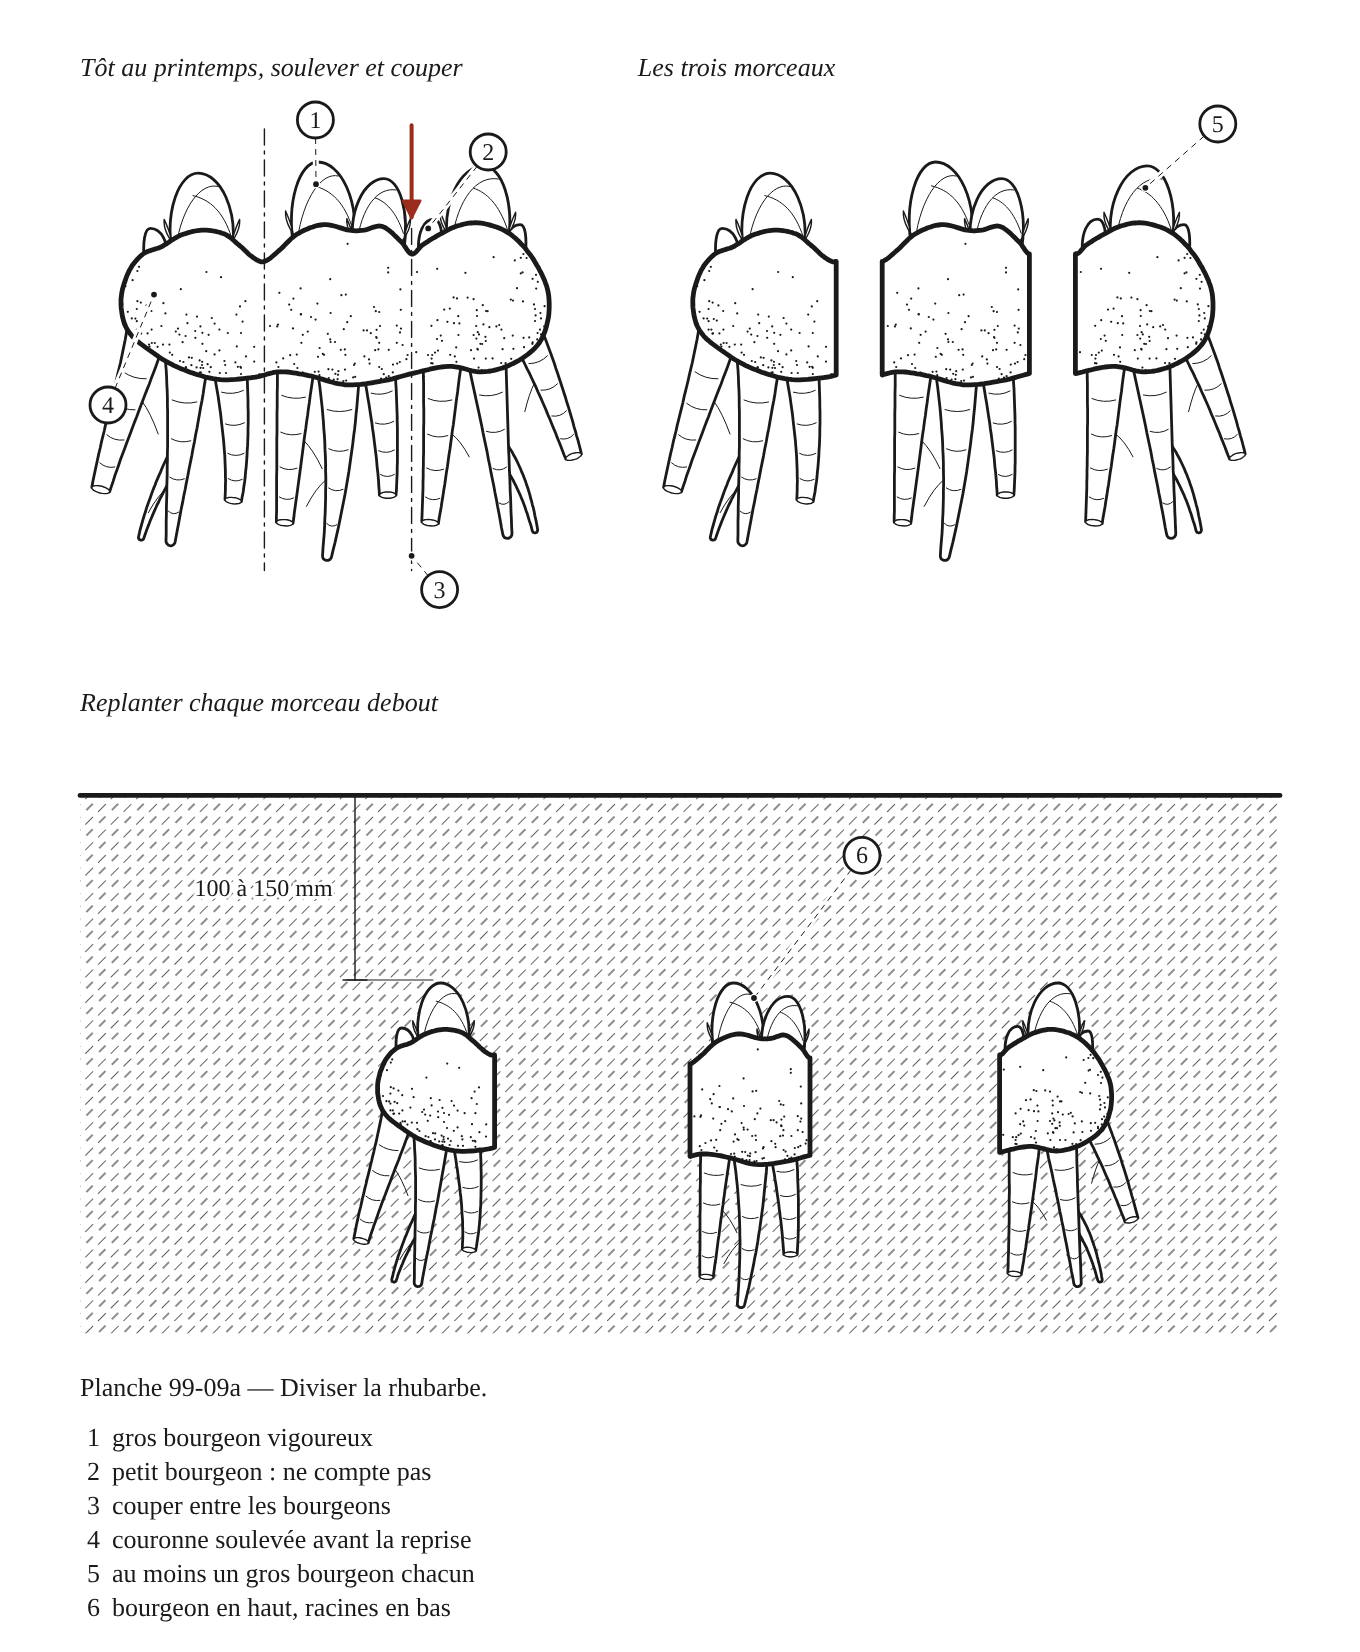 Tôt au printemps, soulever et couper
Les trois morceaux
1
2
5
4
3
Replanter chaque morceau debout
6
100 à 150 mm
Planche 99-09a — Diviser la rhubarbe.
1 gros bourgeon vigoureux
2 petit bourgeon : ne compte pas
3 couper entre les bourgeons
4 couronne soulevée avant la reprise
5 au moins un gros bourgeon chacun
6 bourgeon en haut, racines en bas